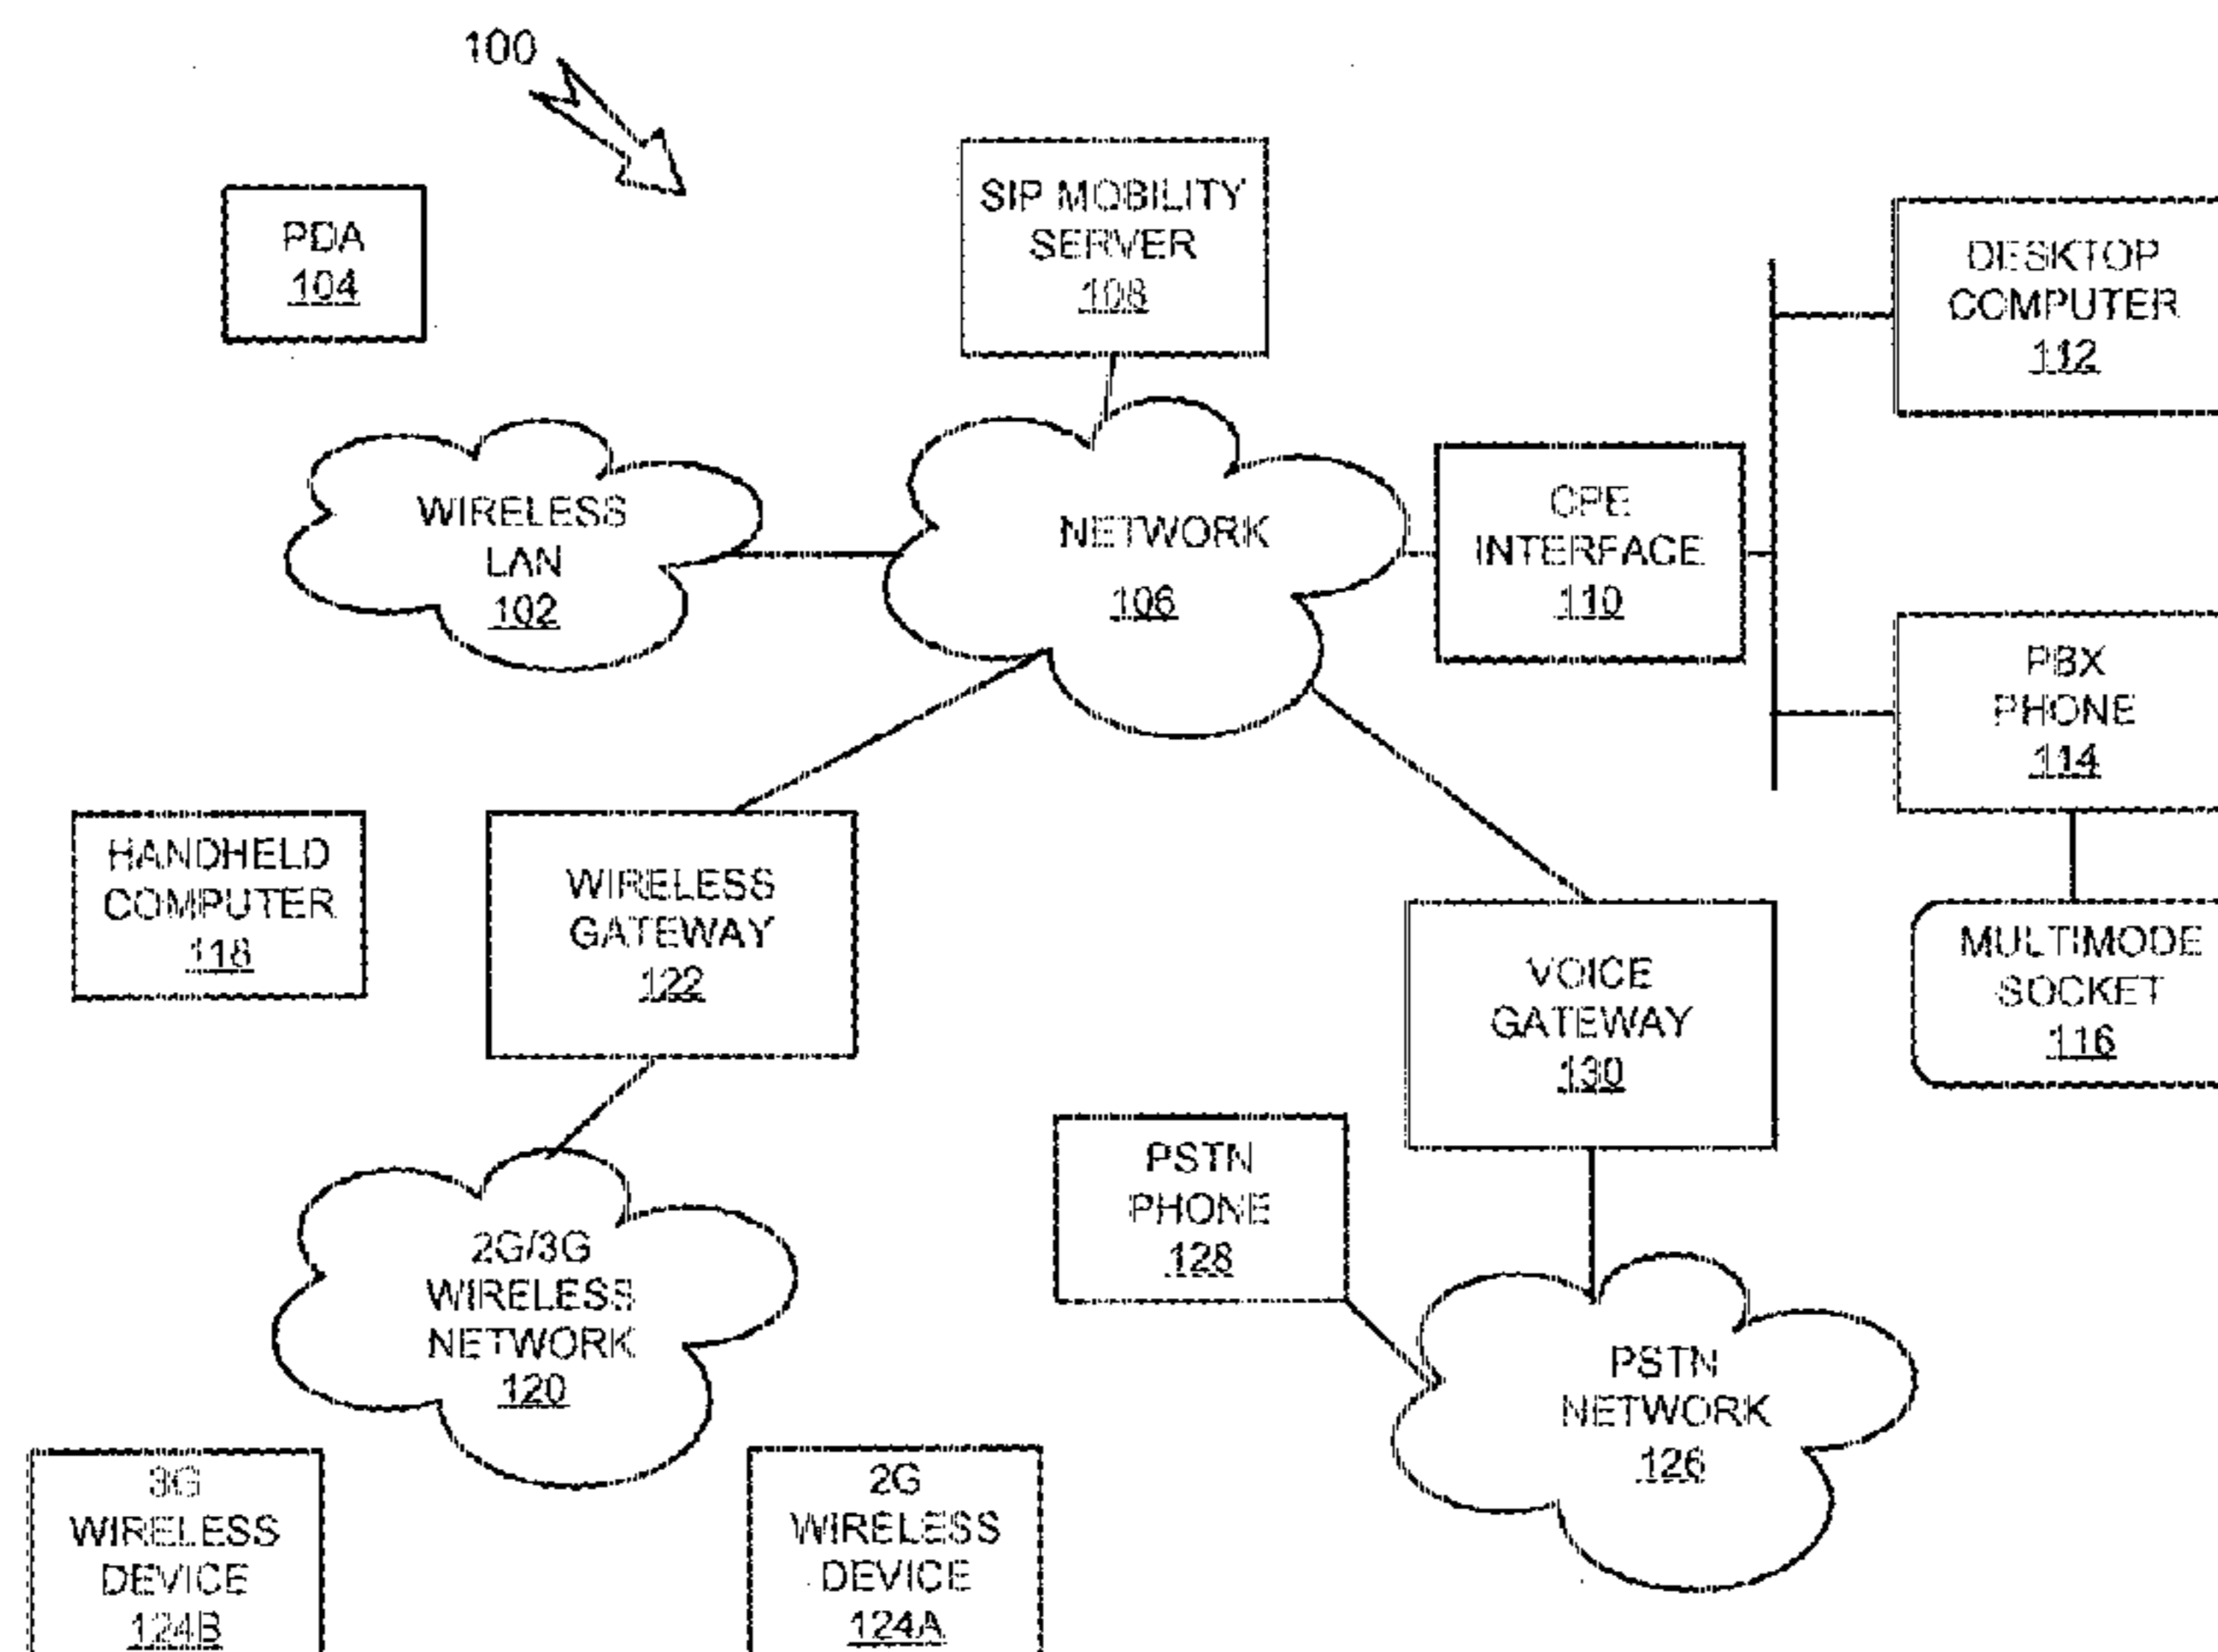 100
PDA
104
SIP MOBILITY
SERVER
108
DESKTOP
COMPUTER
112
WIRELESS
LAN
102
NETWORK
106
CPE
INTERFACE
110
PBX
PHONE
114
HANDHELD
COMPUTER
118
WIRELESS
GATEWAY
122
VOICE
GATEWAY
130
MULTIMODE
SOCKET
116
PSTN
PHONE
128
2G/3G
WIRELESS
NETWORK
120
PSTN
NETWORK
126
3G
WIRELESS
DEVICE
124B
2G
WIRELESS
DEVICE
124A